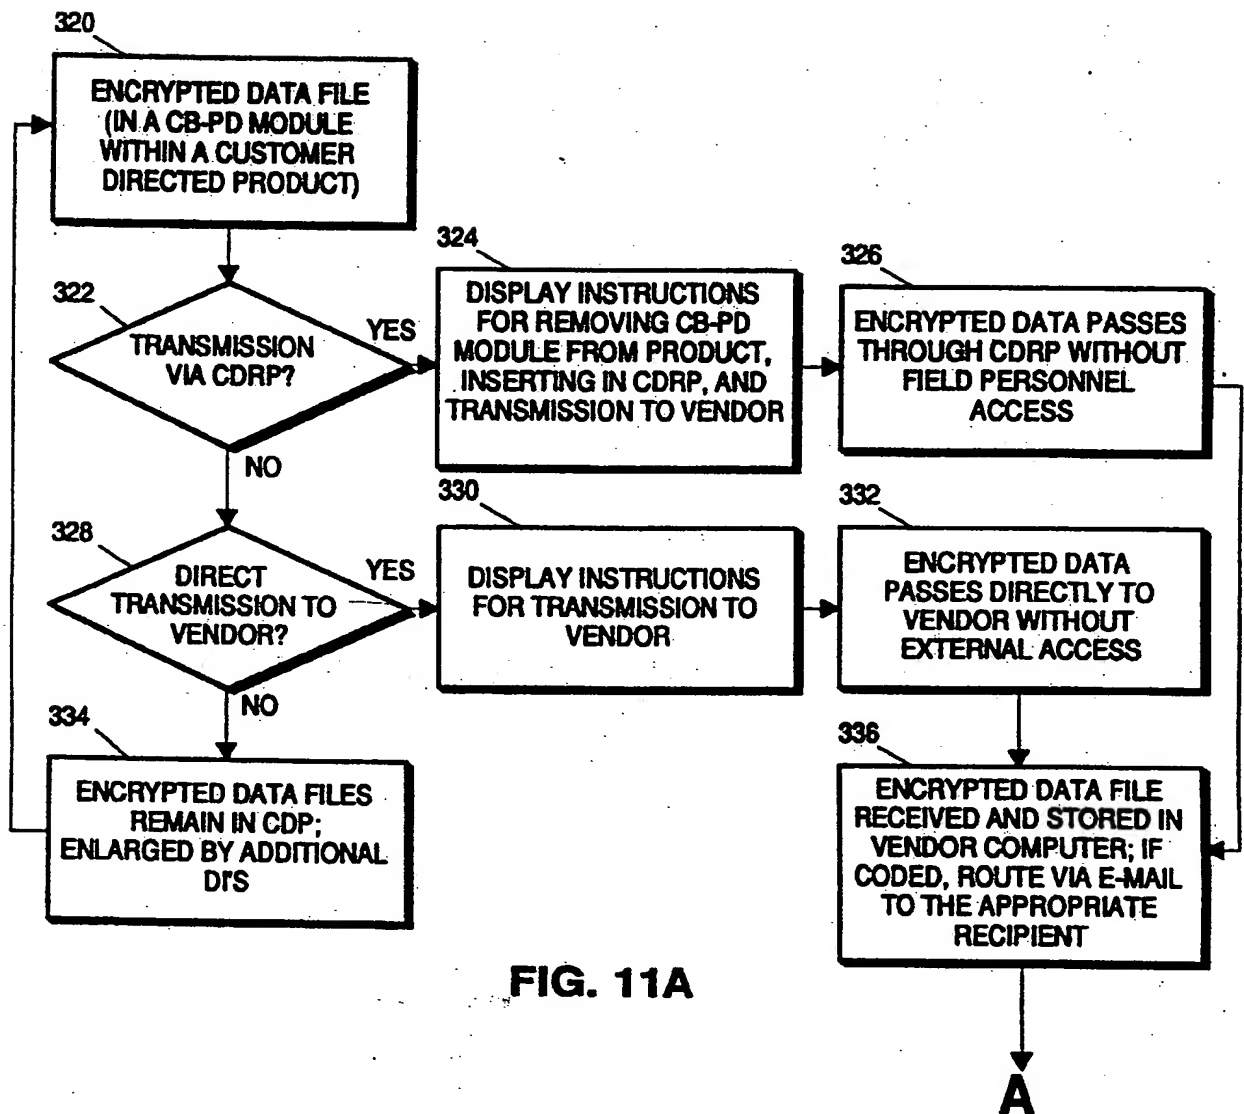 320
ENCRYPTED DATA FILE
(IN A CB-PD MODULE
WITHIN A CUSTOMER
DIRECTED PRODUCT)
322
TRANSMISSION
VIA CDRP?
YES
NO
324
DISPLAY INSTRUCTIONS
FOR REMOVING CB-PD
MODULE FROM PRODUCT,
INSERTING IN CDRP, AND
TRANSMISSION TO VENDOR
326
ENCRYPTED DATA PASSES
THROUGH CDRP WITHOUT
FIELD PERSONNEL
ACCESS
328
DIRECT
TRANSMISSION TO
VENDOR?
YES
NO
330
DISPLAY INSTRUCTIONS
FOR TRANSMISSION TO
VENDOR
332
ENCRYPTED DATA
PASSES DIRECTLY TO
VENDOR WITHOUT
EXTERNAL ACCESS
334
ENCRYPTED DATA FILES
REMAIN IN CDP;
ENLARGED BY ADDITIONAL
DI'S
336
ENCRYPTED DATA FILE
RECEIVED AND STORED IN
VENDOR COMPUTER; IF
CODED, ROUTE VIA E-MAIL
TO THE APPROPRIATE
RECIPIENT
FIG. 11A
A